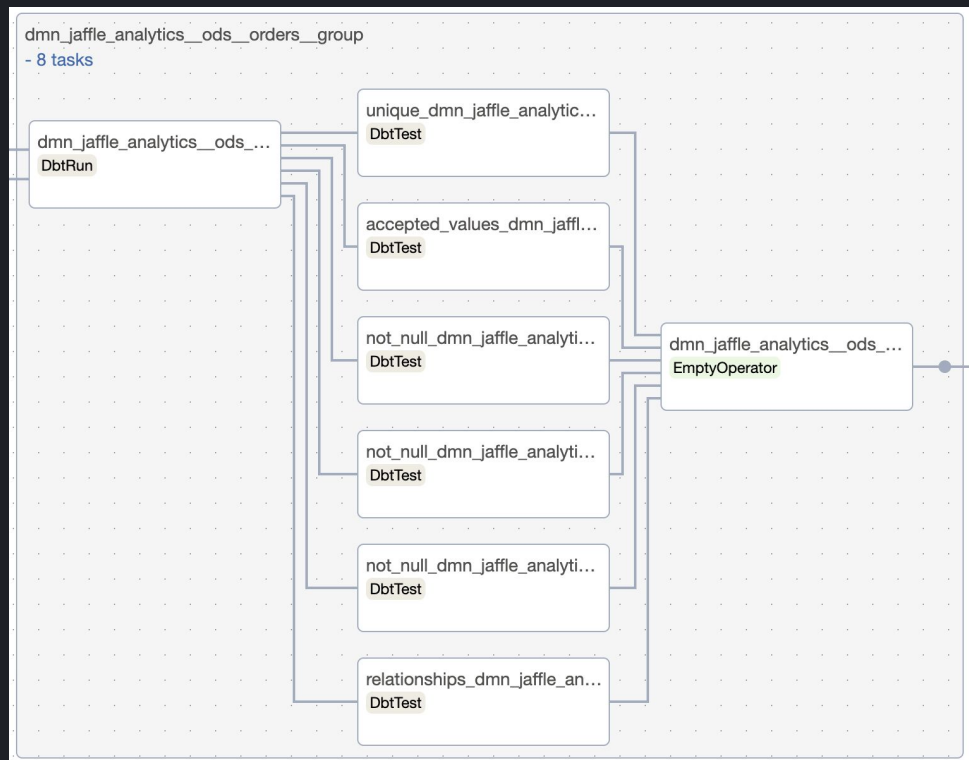 dmn_jaffle_analytics__ods__orders__group
- 8 tasks
dmn_jaffle_analytics__ods_...
DbtRun
unique_dmn_jaffle_analytic...
DbtTest
accepted_values_dmn_jaffl...
DbtTest
not_null_dmn_jaffle_analyti...
DbtTest
not_null_dmn_jaffle_analyti...
DbtTest
not_null_dmn_jaffle_analyti...
DbtTest
relationships_dmn_jaffle_an...
DbtTest
dmn_jaffle_analytics__ods_...
EmptyOperator